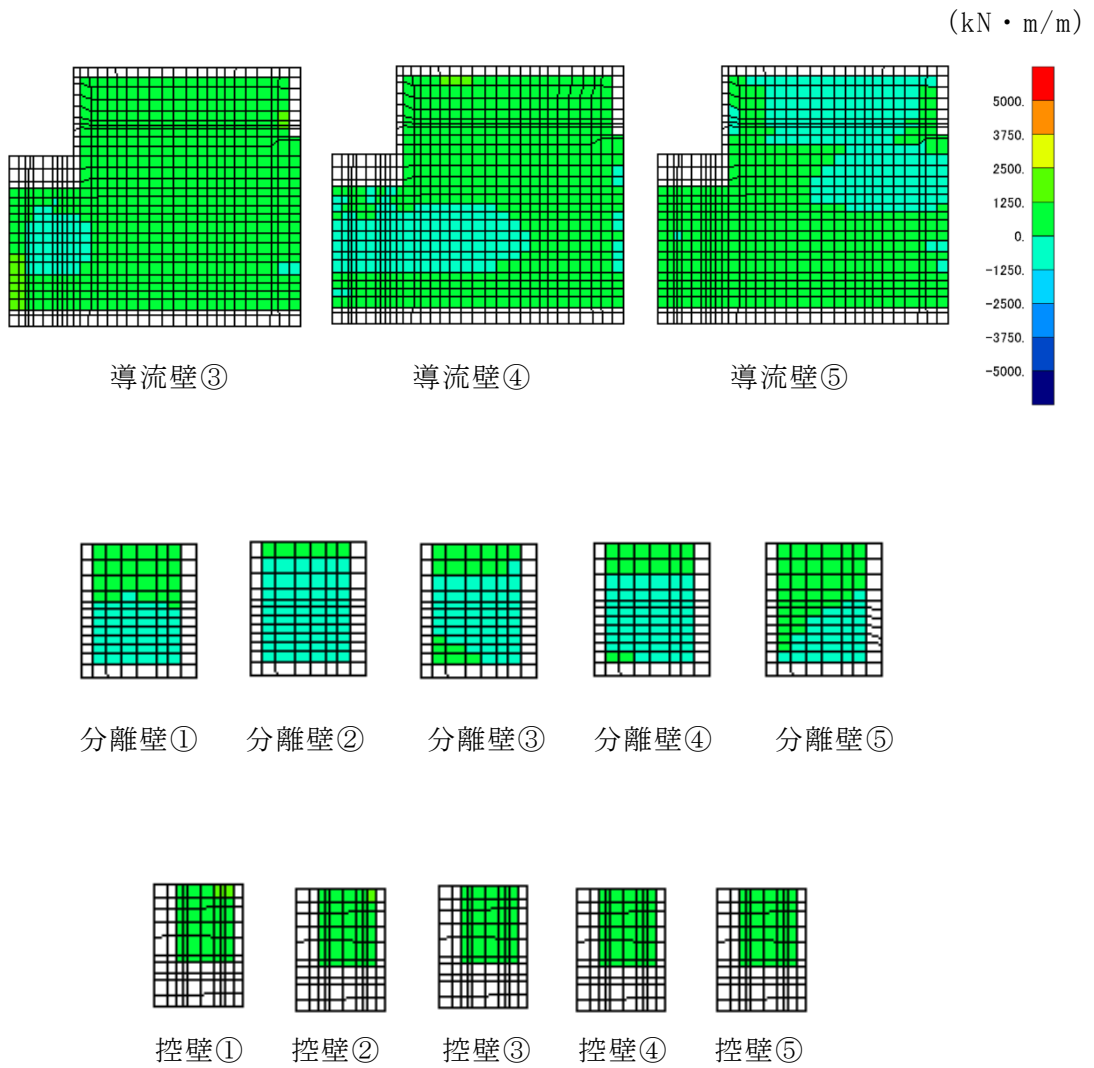 (kN・m/m)
5000.
3750.
2500.
1250.
0.
-1250.
-2500.
-3750.
-5000.
導流壁③ 導流壁④ 導流壁⑤
分離壁① 分離壁② 分離壁③ 分離壁④ 分離壁⑤
控壁① 控壁② 控壁③ 控壁④ 控壁⑤